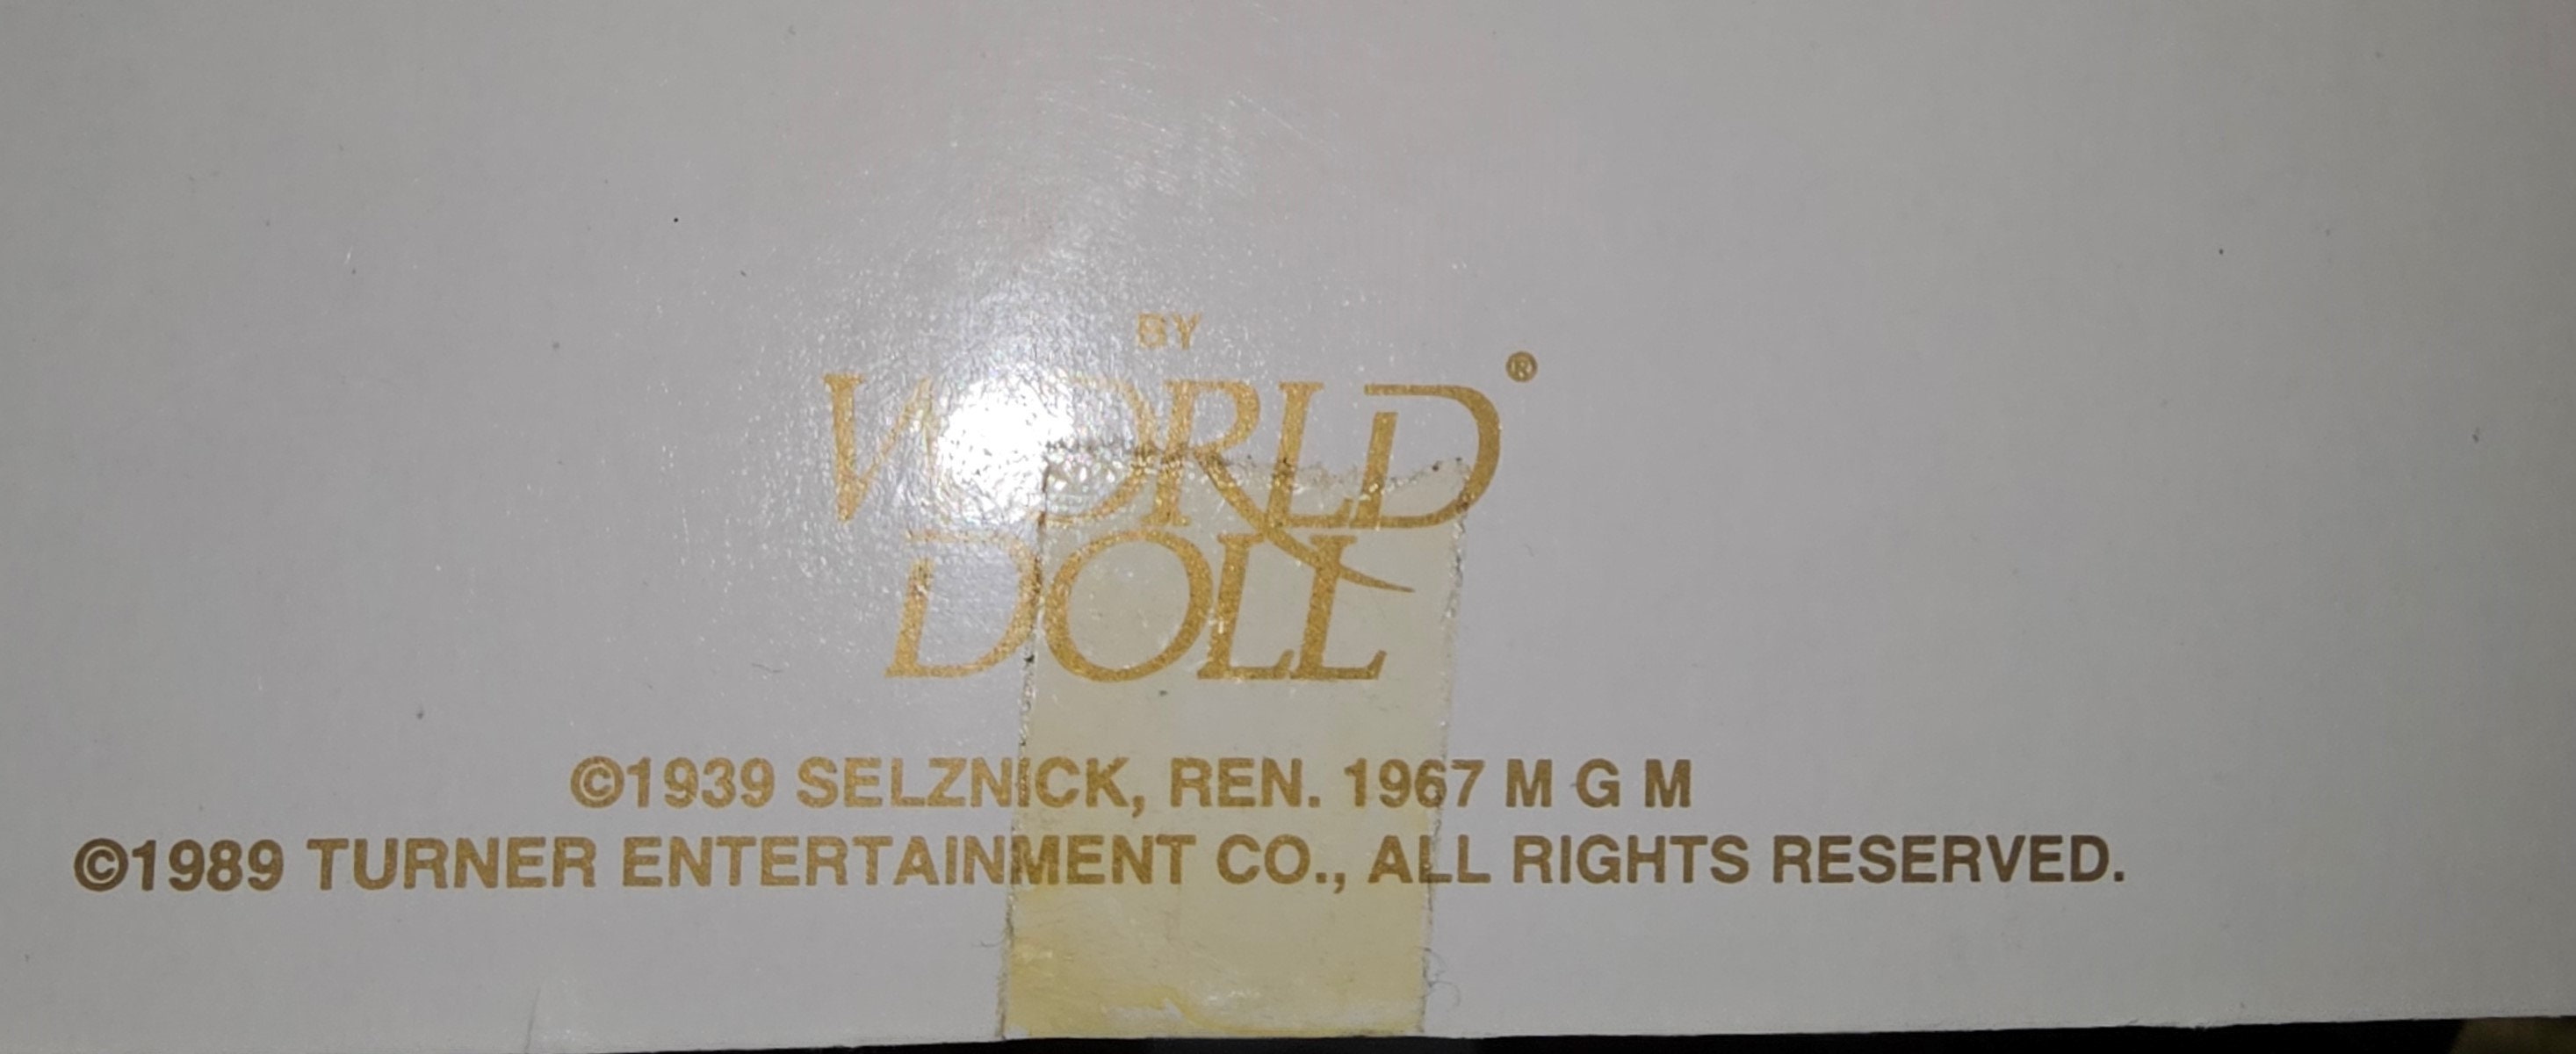 BY
WORLD ®
DOLL
©1939 SELZNICK, REN. 1967 M G M
©1989 TURNER ENTERTAINMENT CO., ALL RIGHTS RESERVED.